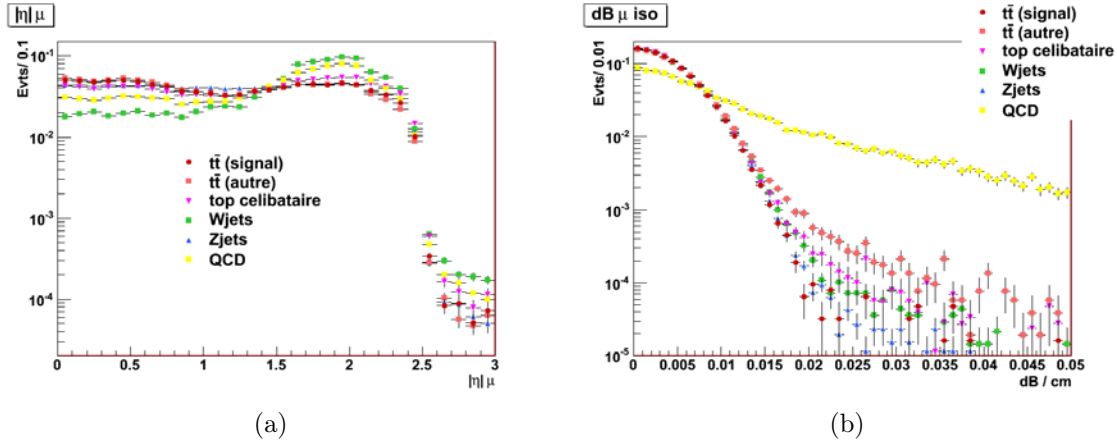 |η| μ
Evts/ 0.1
10⁻¹
10⁻²
10⁻³
10⁻⁴
tt̄ (signal)
tt̄ (autre)
top celibataire
Wjets
Zjets
QCD
0 0.5 1 1.5 2 2.5 3
|η| μ
(a)
dB μ iso
Evts/ 0.01
10⁻¹
10⁻²
10⁻³
10⁻⁴
10⁻⁵
tt̄ (signal)
tt̄ (autre)
top celibataire
Wjets
Zjets
QCD
0 0.005 0.01 0.015 0.02 0.025 0.03 0.035 0.04 0.045 0.05
dB / cm
(b)